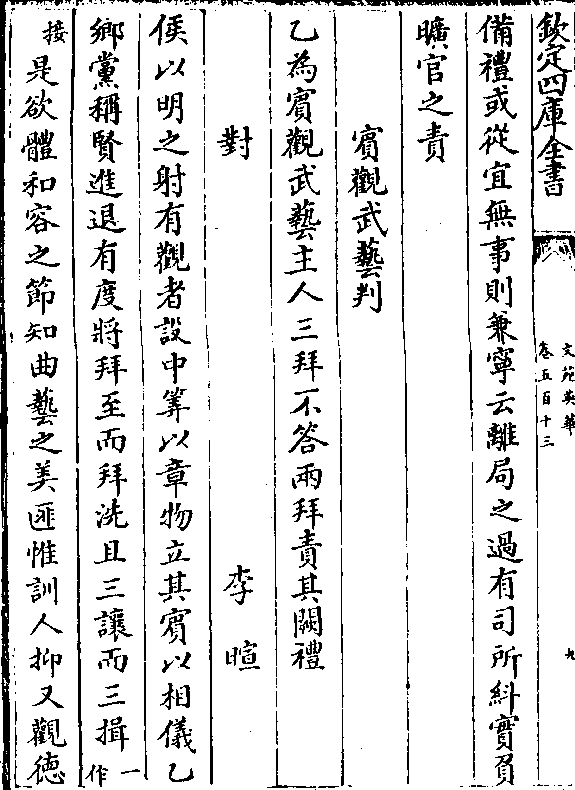 欽定四庫全書
文苑英華
卷五百十三
九
備禮或從宜無事則兼寧云離局之過有司所糾實負
曠官之責
賓觀武藝判
乙為賓觀武藝主人三拜不答兩拜責其闕禮
對 李暄
侯以明之射有觀者設中筭以章物立其賓以相儀乙
鄉黨稱賢進退有度將拜至而拜洗且三讓而三揖一作
接是欲體和容之節知曲藝之美匪惟訓人抑又觀德